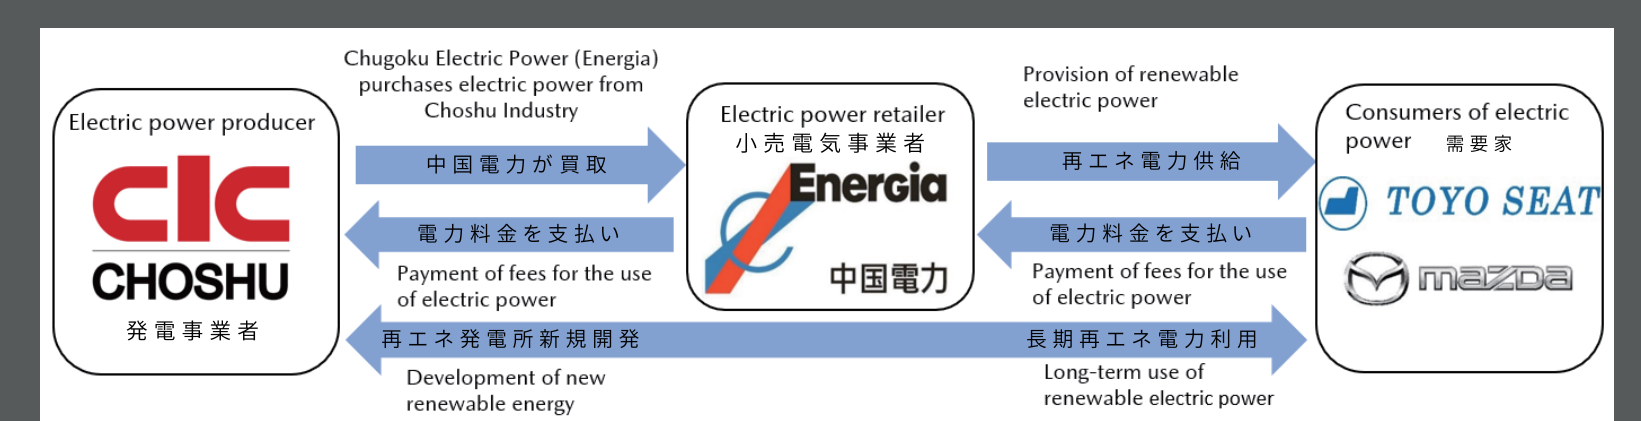 Electric power producer
CIC
CHOSHU
発電事業者
Chugoku Electric Power (Energia)
purchases electric power from
Choshu Industry
中国電力が買取
電力料金を支払い
Payment of fees for the use
of electric power
Electric power retailer
小売電気事業者
Energia
中国電力
Provision of renewable
electric power
再エネ電力供給
電力料金を支払い
Payment of fees for the use
of electric power
Consumers of electric
power 需要家
TOYO SEAT
mazda
再エネ発電所新規開発
長期再エネ電力利用
Development of new
renewable energy
Long-term use of
renewable electric power